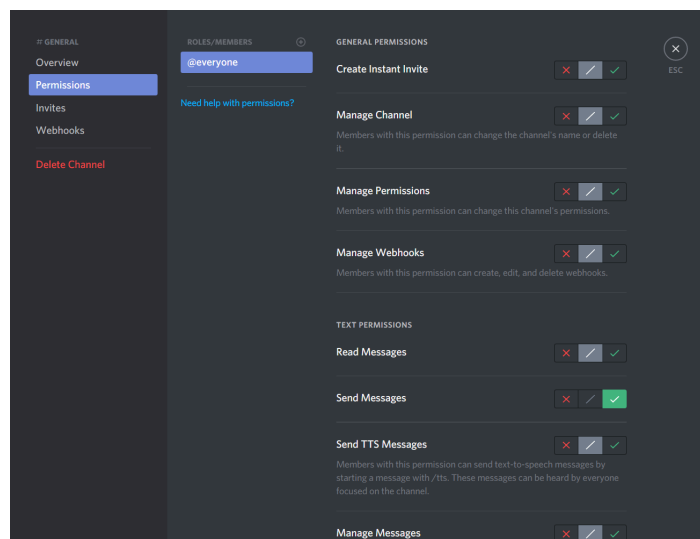 # GENERAL
Overview
Permissions
Invites
Webhooks
Delete Channel
ROLES/MEMBERS
@everyone
Need help with permissions?
GENERAL PERMISSIONS
Create Instant Invite
Manage Channel
Members with this permission can change the channel's name or delete
it.
Manage Permissions
Members with this permission can change this channel's permissions.
Manage Webhooks
Members with this permission can create, edit, and delete webhooks.
TEXT PERMISSIONS
Read Messages
Send Messages
Send TTS Messages
Members with this permission can send text-to-speech messages by
starting a message with /tts. These messages can be heard by everyone
focused on the channel.
Manage Messages
ESC